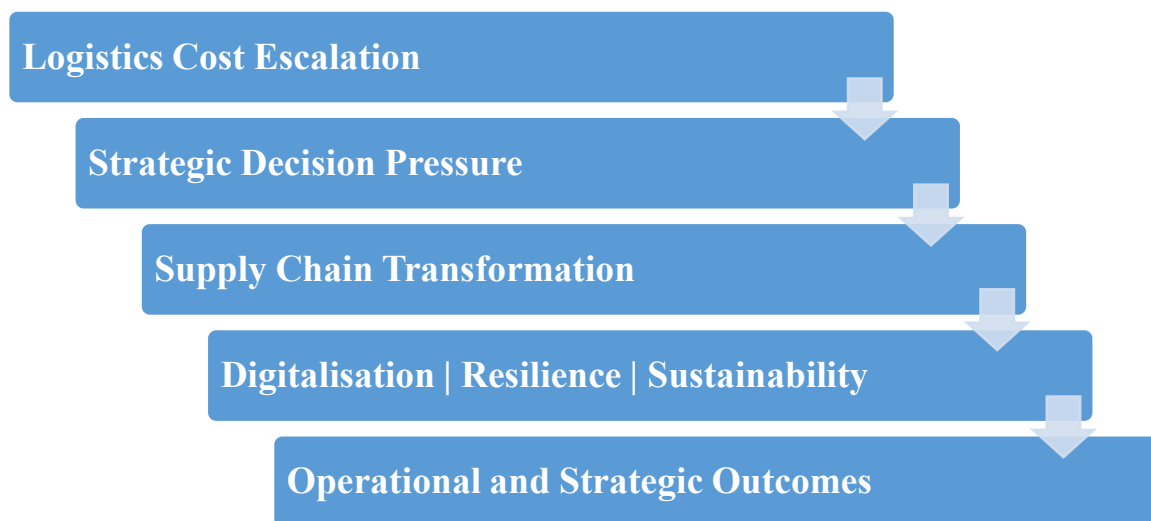 Logistics Cost Escalation
Strategic Decision Pressure
Supply Chain Transformation
Digitalisation | Resilience | Sustainability
Operational and Strategic Outcomes